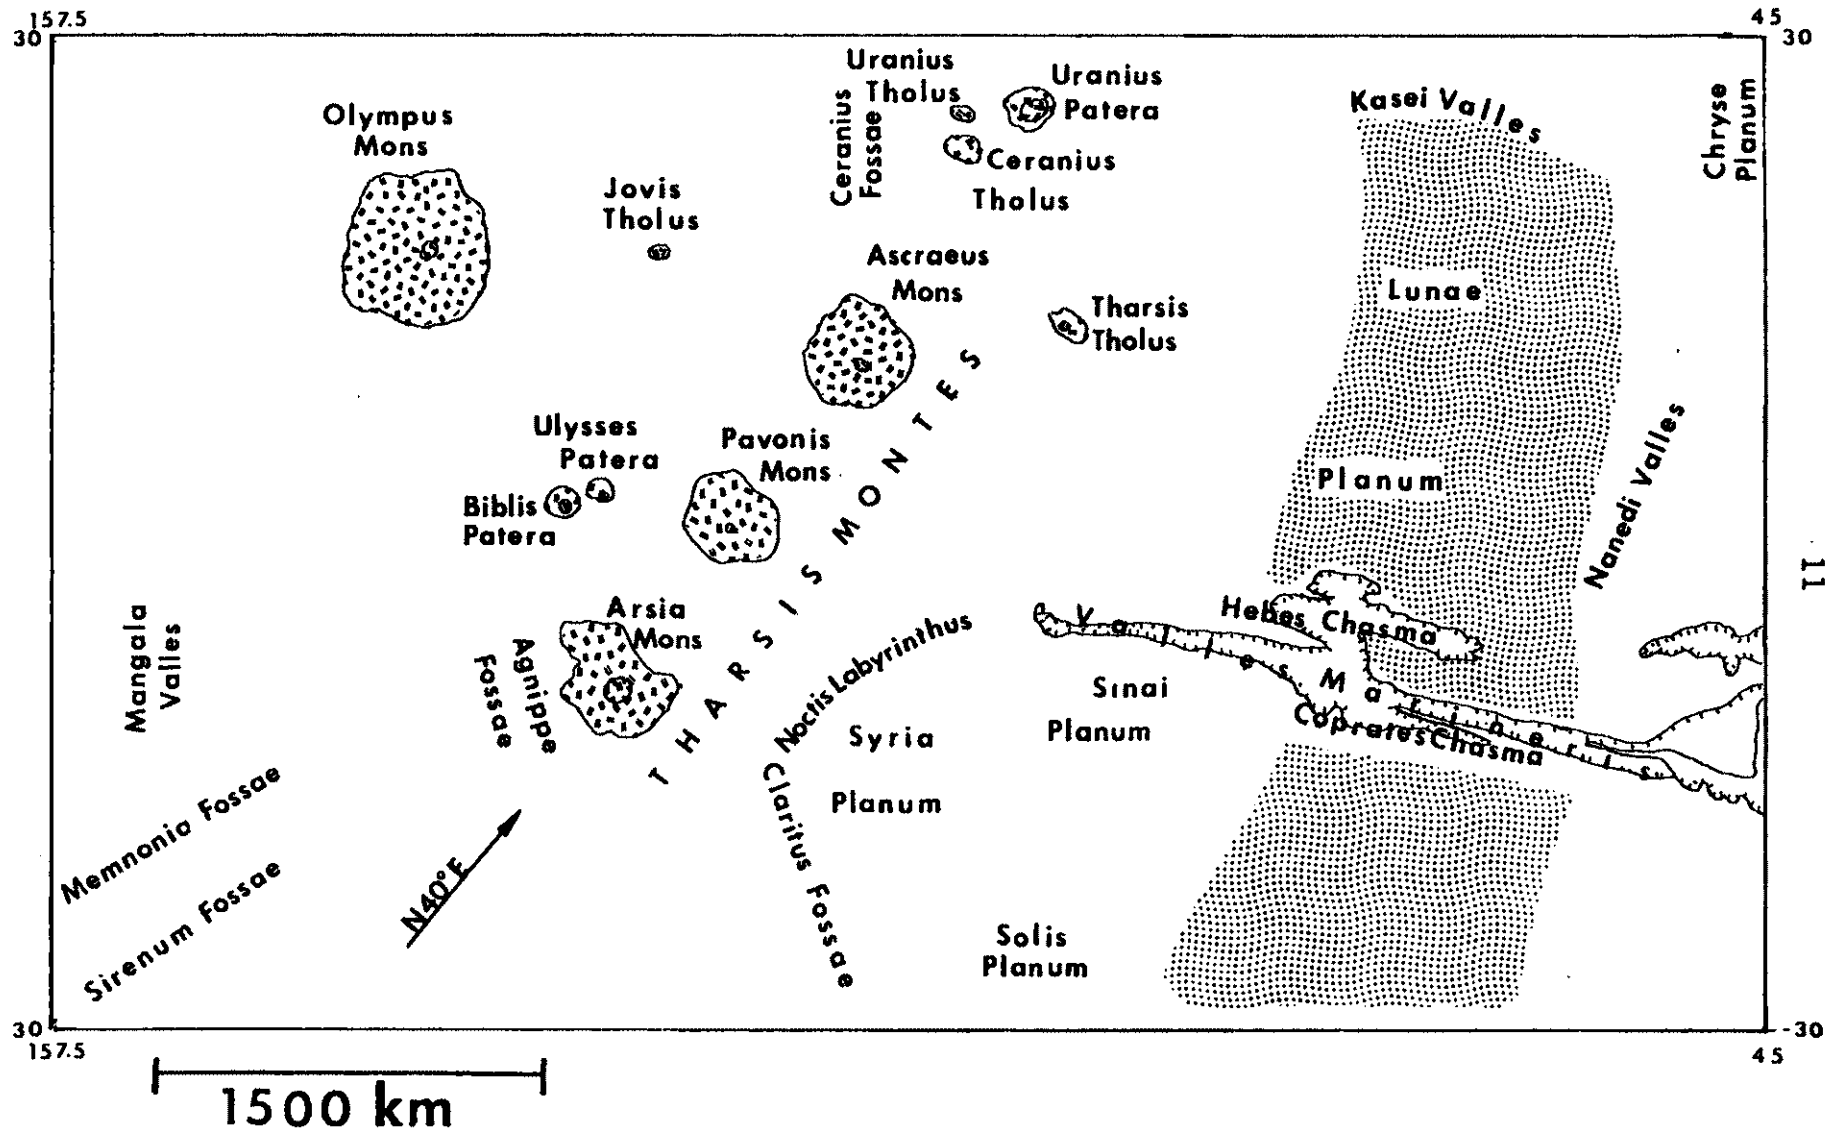 157.5
45
30
30
Uranius
Tholus
Uranius
Patera
Ceranius
Fossae
Olympus
Mons
Kasei Valles
Chryse
Planum
Ceranius
Tholus
Jovis
Tholus
Ascraeus
Mons
Lunae
Tharsis
Tholus
Ulysses
Patera
Pavonis
Mons
Planum
Biblis
Patera
Nanedi Valles
11
THARSIS MONTES
Arsia
Mons
Mangala
Valles
Agnippe
Fossae
Noctis Labyrinthus
Valles Marineris
Hebes Chasma
Sinai
Planum
Coprates Chasma
Syria
Planum
Claritus Fossae
Memnonia Fossae
Sirenum Fossae
N40°E
Solis
Planum
30
-30
157.5
45
1500 km